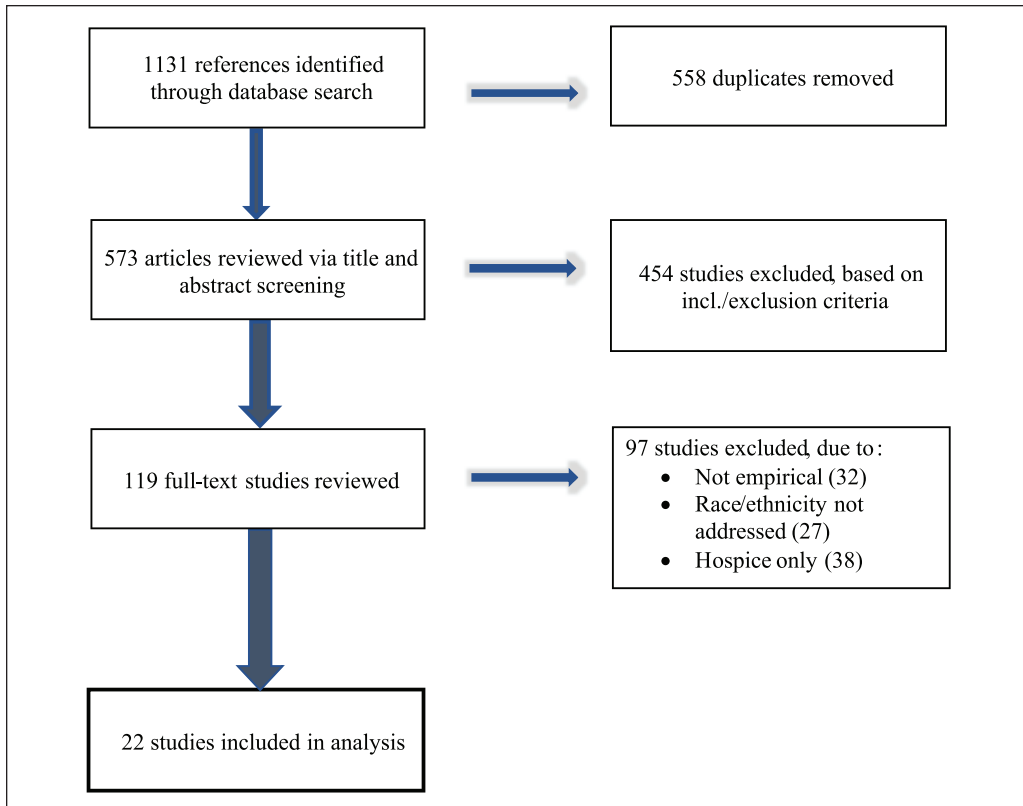 1131 references identified
through database search
558 duplicates removed
573 articles reviewed via title and
abstract screening
454 studies excluded, based on
incl./exclusion criteria
119 full-text studies reviewed
97 studies excluded, due to:
• Not empirical (32)
• Race/ethnicity not
addressed (27)
• Hospice only (38)
22 studies included in analysis